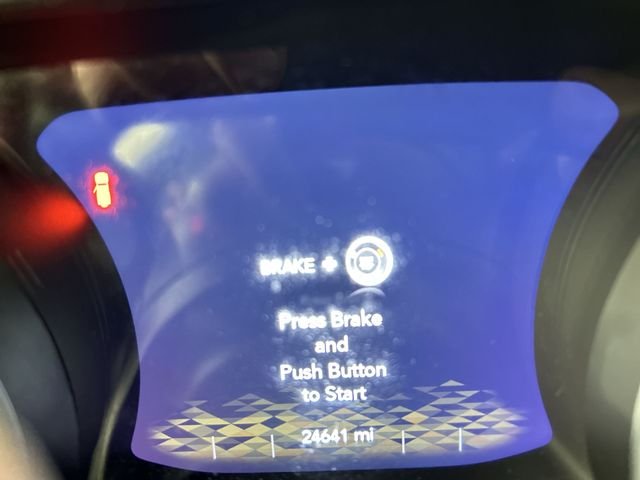 BRAKE +
Press Brake
and
Push Button
to Start
24641 mi